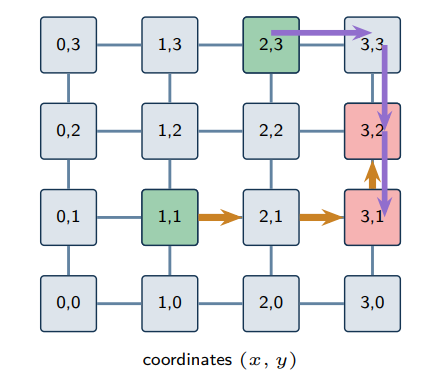 0,3 1,3 2,3 3,3
0,2 1,2 2,2 3,2
0,1 1,1 2,1 3,1
0,0 1,0 2,0 3,0
coordinates (x, y)